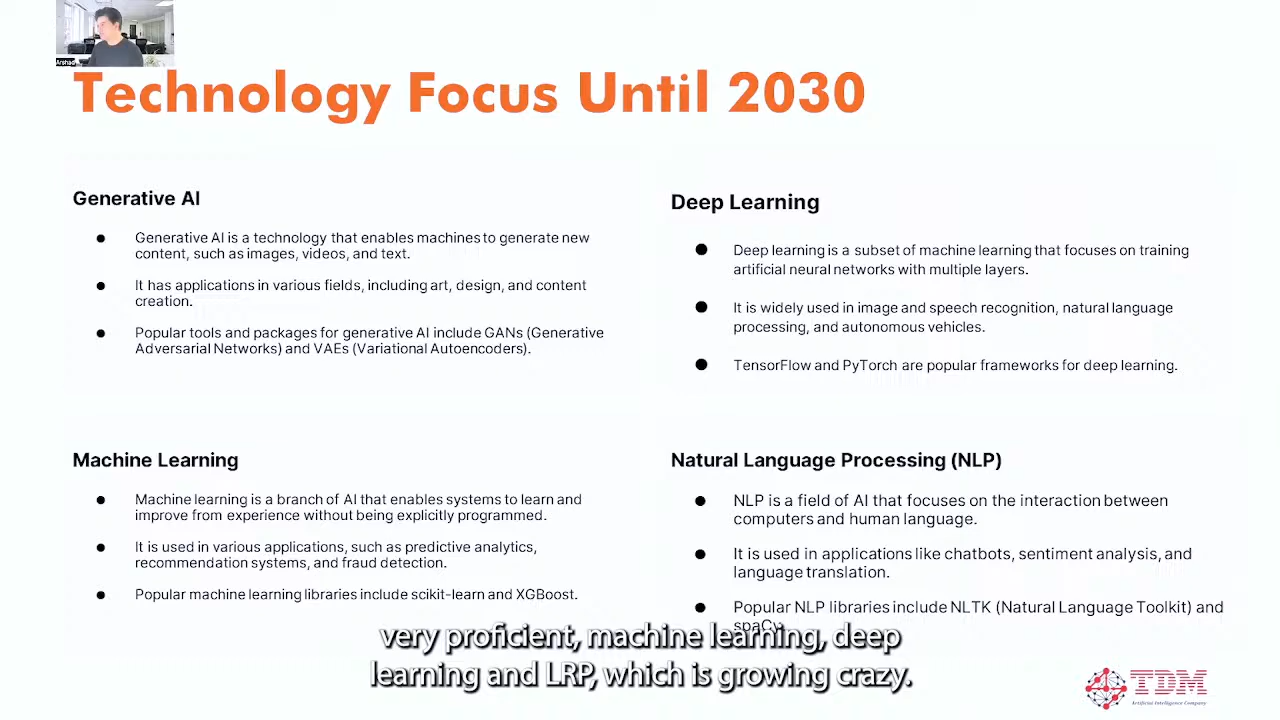 Arshad
Technology Focus Until 2030
Generative AI
● Generative AI is a technology that enables machines to generate new
content, such as images, videos, and text.
● It has applications in various fields, including art, design, and content
creation.
● Popular tools and packages for generative AI include GANs (Generative
Adversarial Networks) and VAEs (Variational Autoencoders).
Deep Learning
● Deep learning is a subset of machine learning that focuses on training
artificial neural networks with multiple layers.
● It is widely used in image and speech recognition, natural language
processing, and autonomous vehicles.
● TensorFlow and PyTorch are popular frameworks for deep learning.
Machine Learning
● Machine learning is a branch of AI that enables systems to learn and
improve from experience without being explicitly programmed.
● It is used in various applications, such as predictive analytics,
recommendation systems, and fraud detection.
● Popular machine learning libraries include scikit-learn and XGBoost.
Natural Language Processing (NLP)
● NLP is a field of AI that focuses on the interaction between
computers and human language.
● It is used in applications like chatbots, sentiment analysis, and
language translation.
● Popular NLP libraries include NLTK (Natural Language Toolkit) and
spaCy.
very proficient, machine learning, deep
learning and LRP, which is growing crazy.
TDM
Artificial Intelligence Company